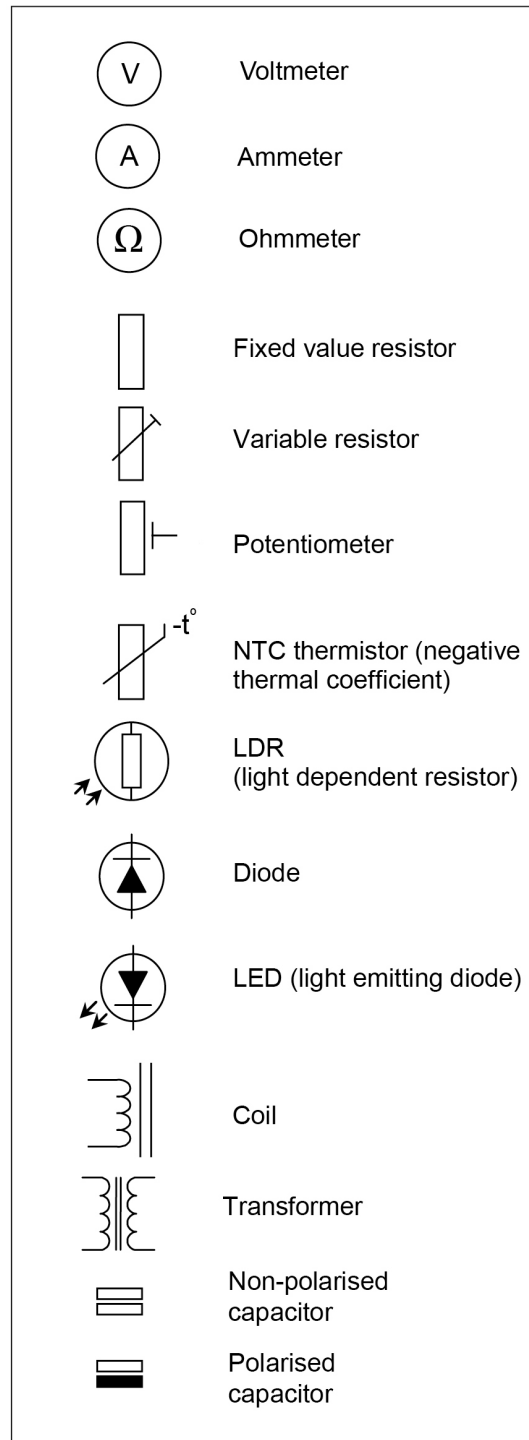 V Voltmeter
A Ammeter
Ω Ohmmeter
Fixed value resistor
Variable resistor
Potentiometer
-t°
NTC thermistor (negative
thermal coefficient)
LDR
(light dependent resistor)
Diode
LED (light emitting diode)
Coil
Transformer
Non-polarised
capacitor
Polarised
capacitor